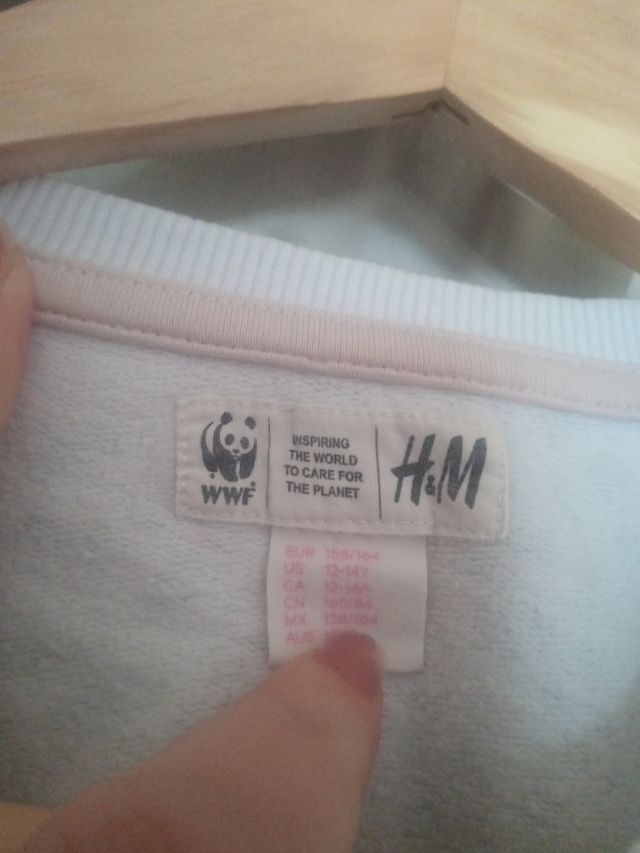 WWF
INSPIRING
THE WORLD
TO CARE FOR
THE PLANET
H&M
EUR 158/164
US 12-14Y
CA 12-14A
CN 165/84
MX 158/164
AUS